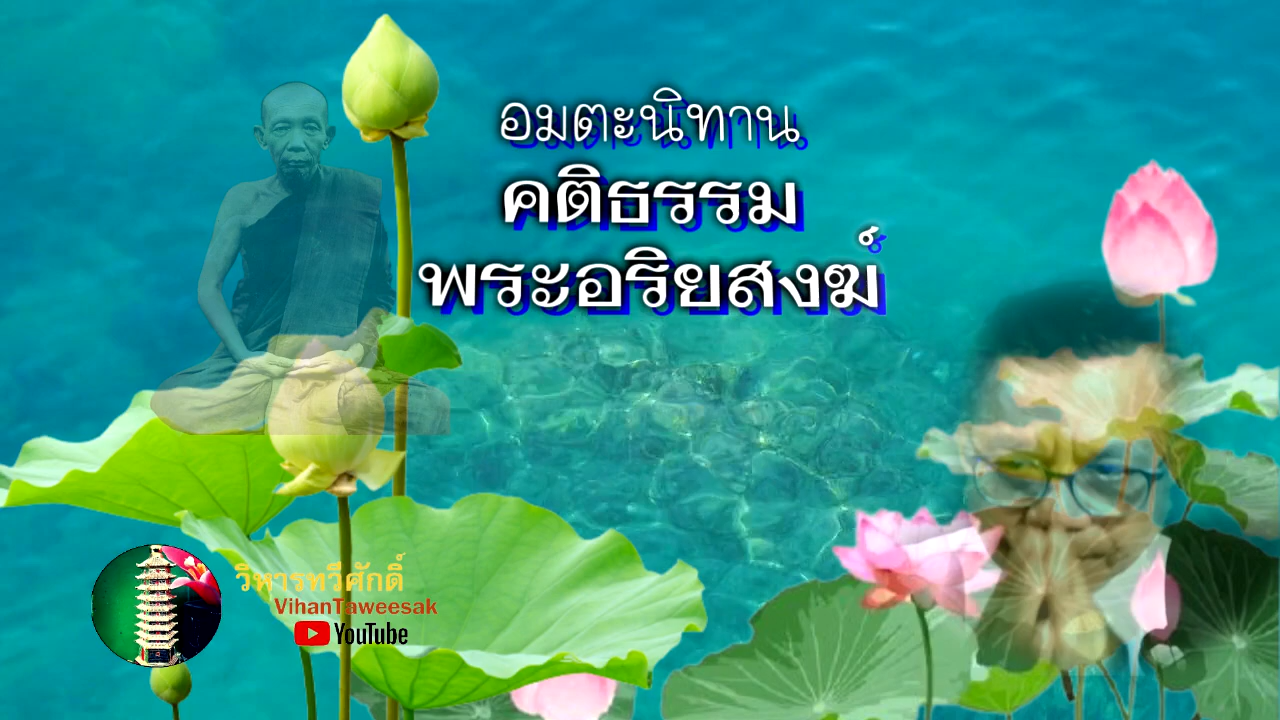 อมตะนิทาน
คติธรรม
พระอริยสงฆ์
วิหารทวีศักดิ์
VihanTaweesak
YouTube